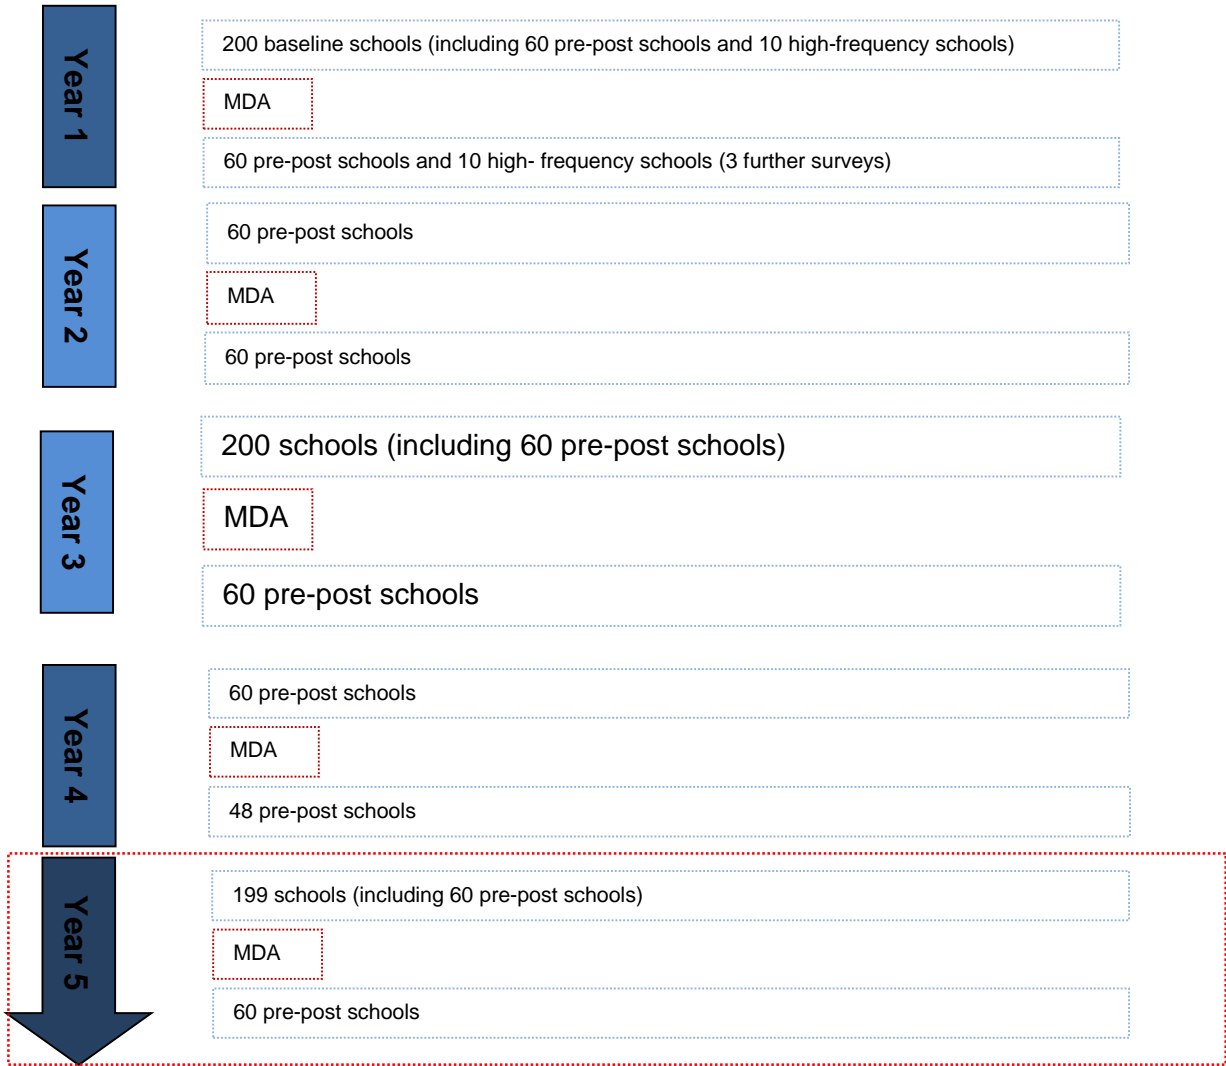 Year 1
200 baseline schools (including 60 pre-post schools and 10 high-frequency schools)
MDA
60 pre-post schools and 10 high- frequency schools (3 further surveys)
Year 2
60 pre-post schools
MDA
60 pre-post schools
Year 3
200 schools (including 60 pre-post schools)
MDA
60 pre-post schools
Year 4
60 pre-post schools
MDA
48 pre-post schools
Year 5
199 schools (including 60 pre-post schools)
MDA
60 pre-post schools